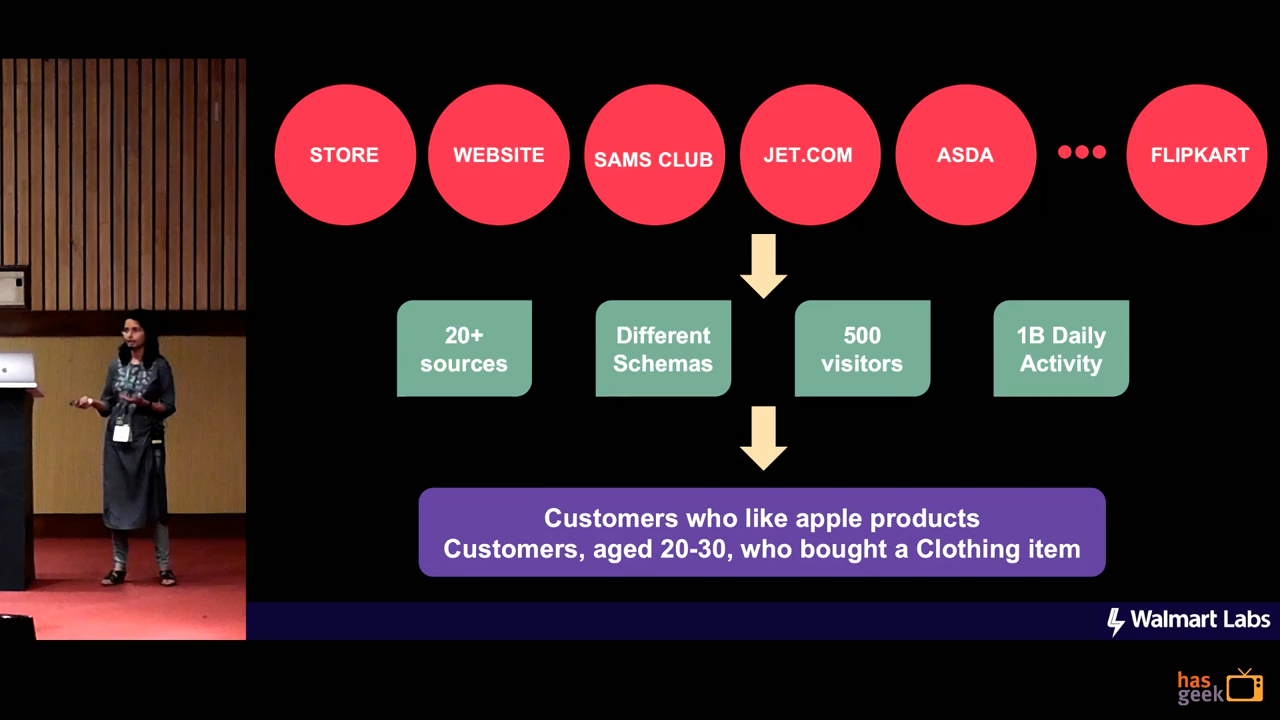 STORE
WEBSITE
SAMS CLUB
JET.COM
ASDA
FLIPKART
20+
sources
Different
Schemas
500
visitors
1B Daily
Activity
Customers who like apple products
Customers, aged 20-30, who bought a Clothing item
Walmart Labs
has
geek